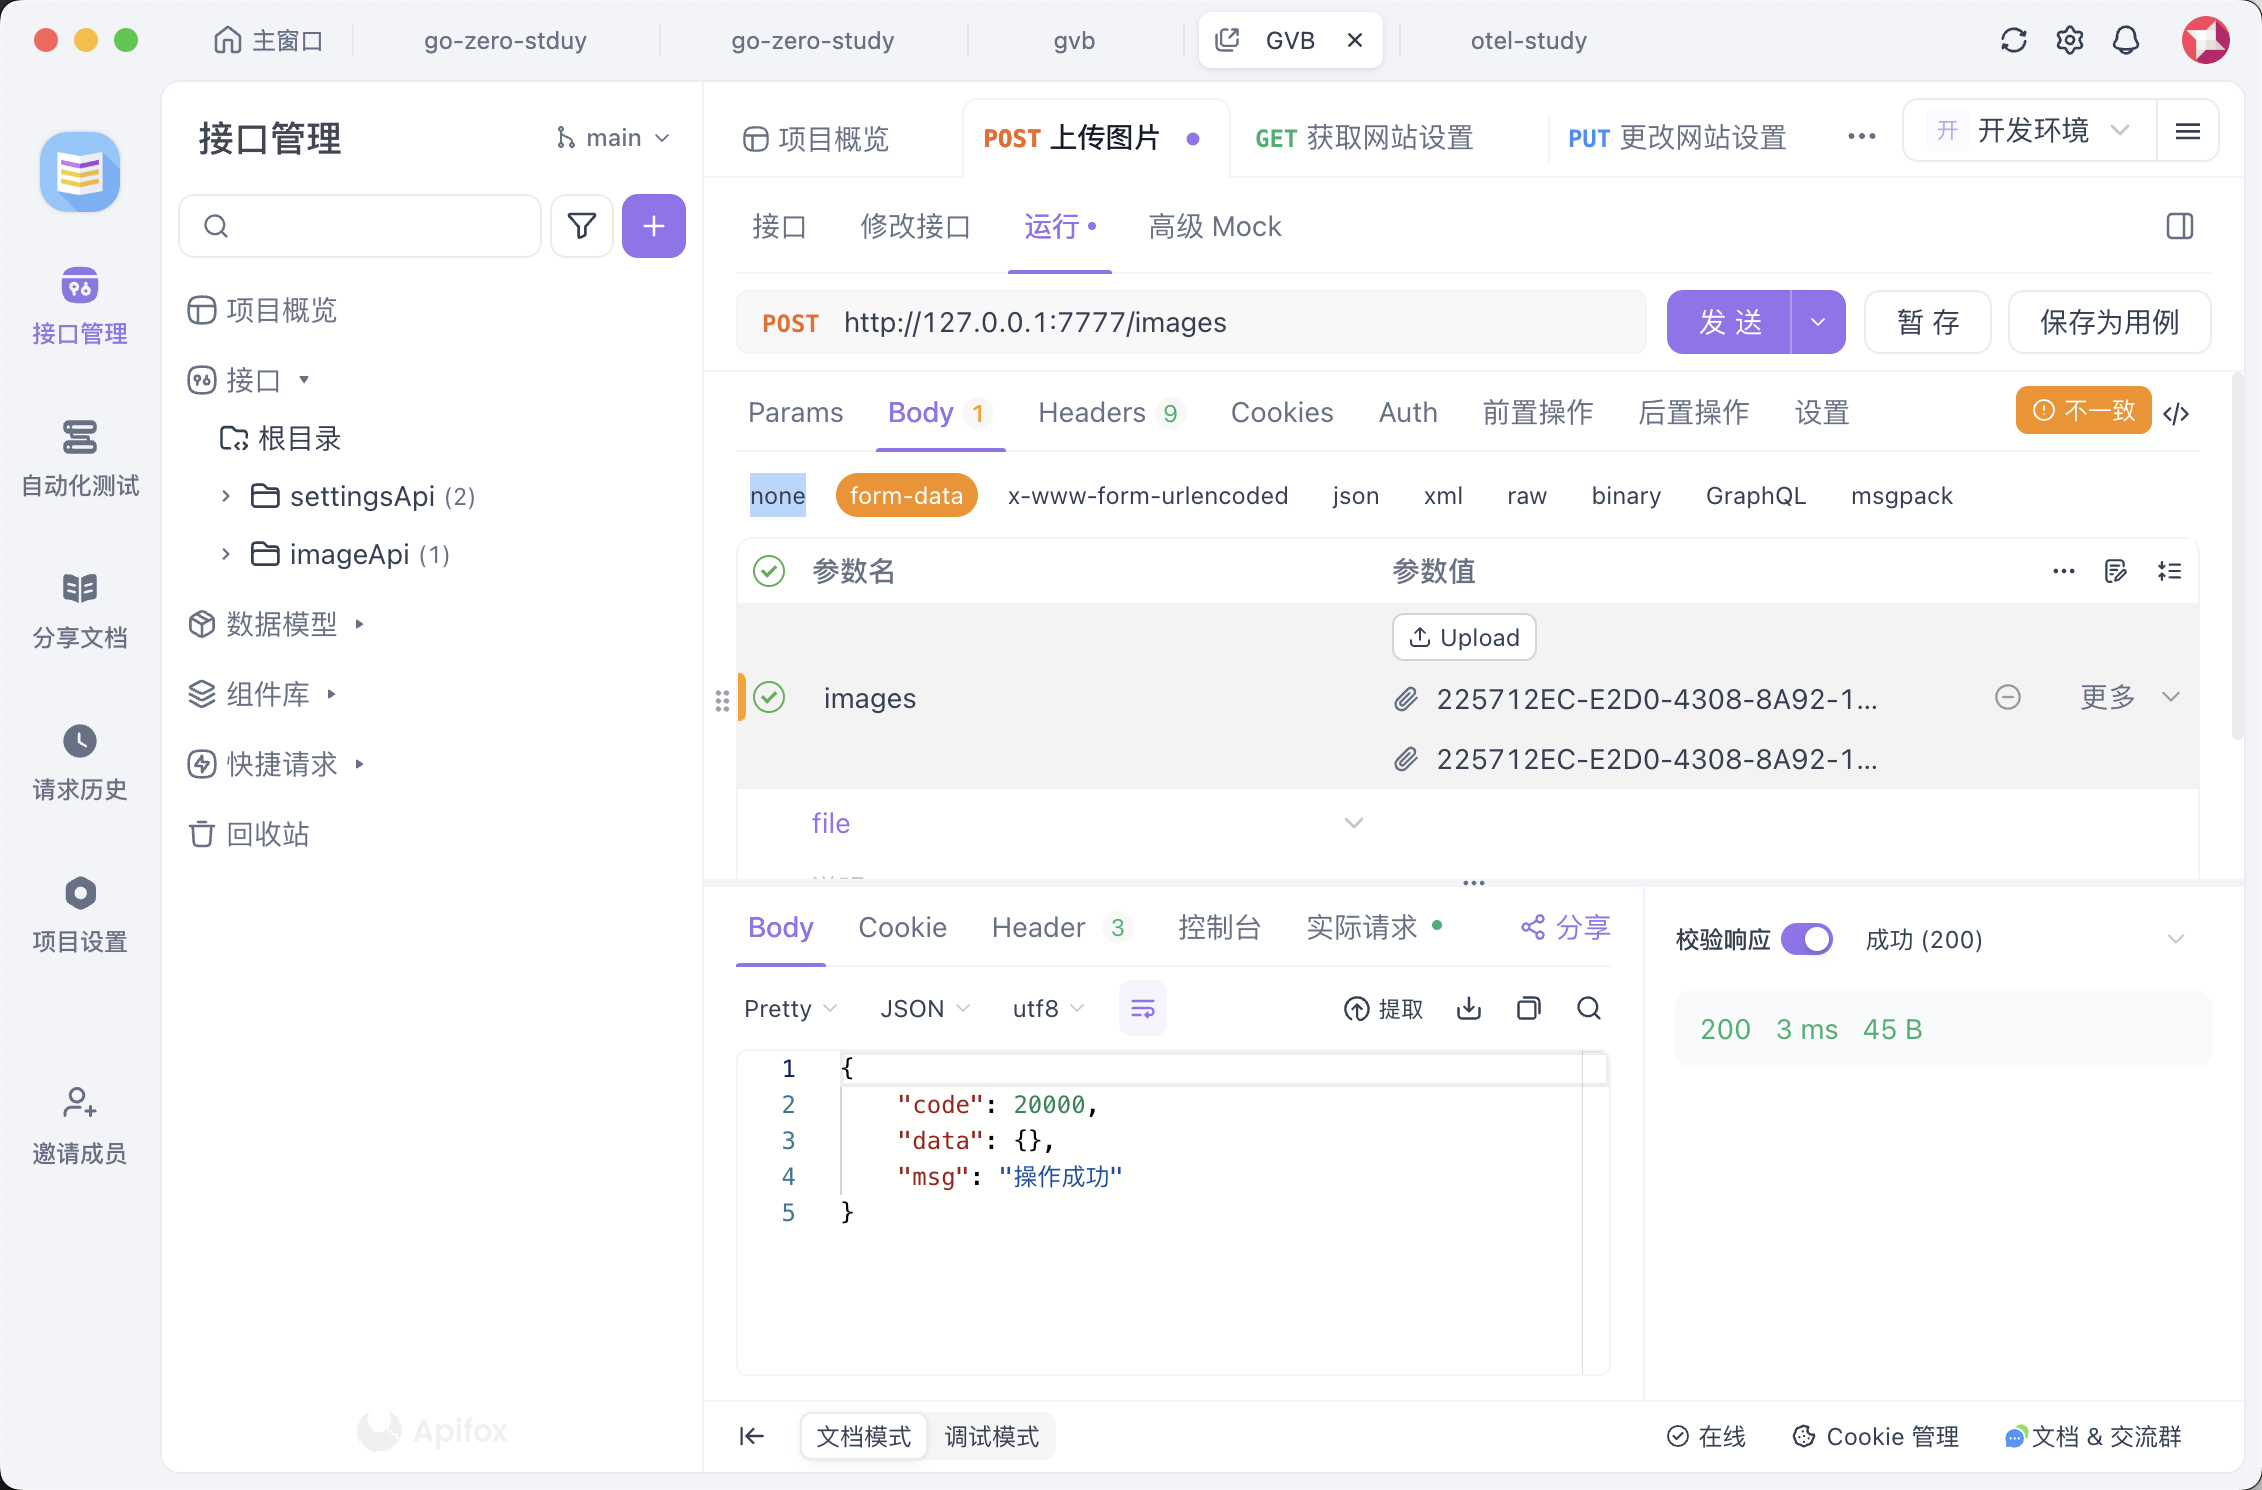 主窗口
go-zero-stduy
go-zero-study
gvb
GVB
otel-study
接口管理
自动化测试
分享文档
请求历史
项目设置
邀请成员
接口管理
main
项目概览
接口
根目录
settingsApi (2)
imageApi (1)
数据模型
组件库
快捷请求
回收站
Apifox
项目概览
POST 上传图片
GET 获取网站设置
PUT 更改网站设置
开 开发环境
接口
修改接口
运行
高级 Mock
POST http://127.0.0.1:7777/images
发 送
暂 存
保存为用例
Params
Body 1
Headers 9
Cookies
Auth
前置操作
后置操作
设置
不一致
none
form-data
x-www-form-urlencoded
json
xml
raw
binary
GraphQL
msgpack
参数名
参数值
Upload
images
225712EC-E2D0-4308-8A92-1...
更多
225712EC-E2D0-4308-8A92-1...
file
Body
Cookie
Header 3
控制台
实际请求
分享
校验响应
成功 (200)
Pretty
JSON
utf8
提取
200 3 ms 45 B
1 {
2 "code": 20000,
3 "data": {},
4 "msg": "操作成功"
5 }
文档模式
调试模式
在线
Cookie 管理
文档 & 交流群